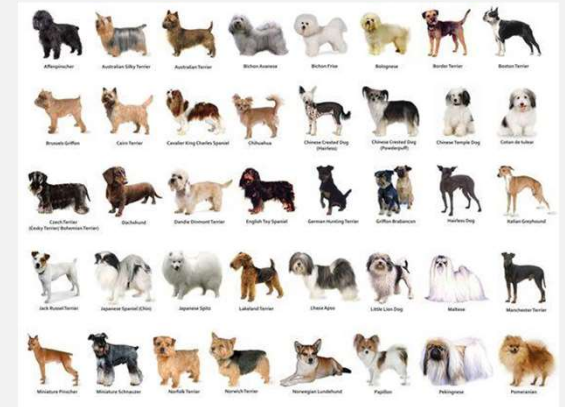 Affenpinscher
Australian Silky Terrier
Australian Terrier
Bichon Avanese
Bichon Frise
Bolognese
Border Terrier
Boston Terrier
Brussels Griffon
Cairn Terrier
Cavalier King Charles Spaniel
Chihuahua
Chinese Crested Dog
(Hairless)
Chinese Crested Dog
(Powderpuff)
Chinese Temple Dog
Coton de tulear
Czech Terrier
(Cesky Terrier/ Bohemian Terrier)
Dachshund
Dandie Dinmont Terrier
English Toy Spaniel
German Hunting Terrier
Griffon Brabancon
Hairless Dog
Italian Greyhound
Jack Russel Terrier
Japanese Spaniel (Chin)
Japanese Spitz
Lakeland Terrier
Lhasa Apso
Little Lion Dog
Maltese
Manchester Terrier
Miniature Pinscher
Miniature Schnauzer
Norfolk Terrier
Norwich Terrier
Norwegian Lundehund
Papillon
Pekingnese
Pomeranian